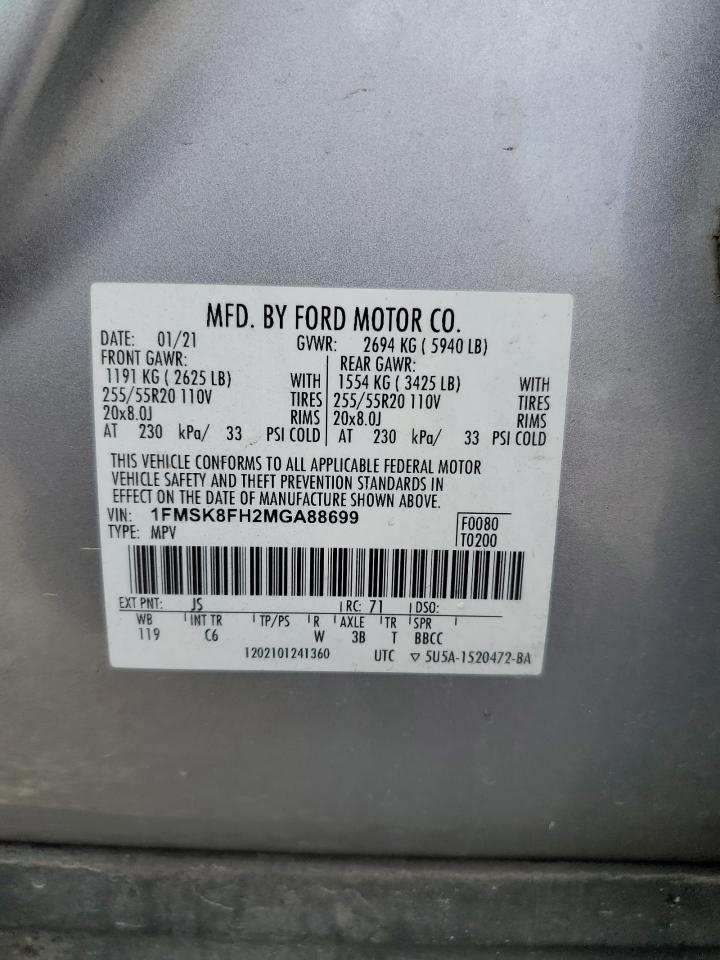 MFD. BY FORD MOTOR CO.
DATE: 01/21 GVWR: 2694 KG ( 5940 LB)
FRONT GAWR: REAR GAWR:
1191 KG ( 2625 LB) WITH 1554 KG ( 3425 LB) WITH
255/55R20 110V TIRES 255/55R20 110V TIRES
20x8.0J RIMS 20x8.0J RIMS
AT 230 kPa/ 33 PSI COLD AT 230 kPa/ 33 PSI COLD
THIS VEHICLE CONFORMS TO ALL APPLICABLE FEDERAL MOTOR
VEHICLE SAFETY AND THEFT PREVENTION STANDARDS IN
EFFECT ON THE DATE OF MANUFACTURE SHOWN ABOVE.
VIN: 1FMSK8FH2MGA88699 F0080
TYPE: MPV T0200
EXT PNT: JS RC: 71 DSO:
WB INT TR TP/PS R AXLE TR SPR
119 C6 W 3B T BBCC
1202101241360 UTC ▽ 5U5A-1520472-BA